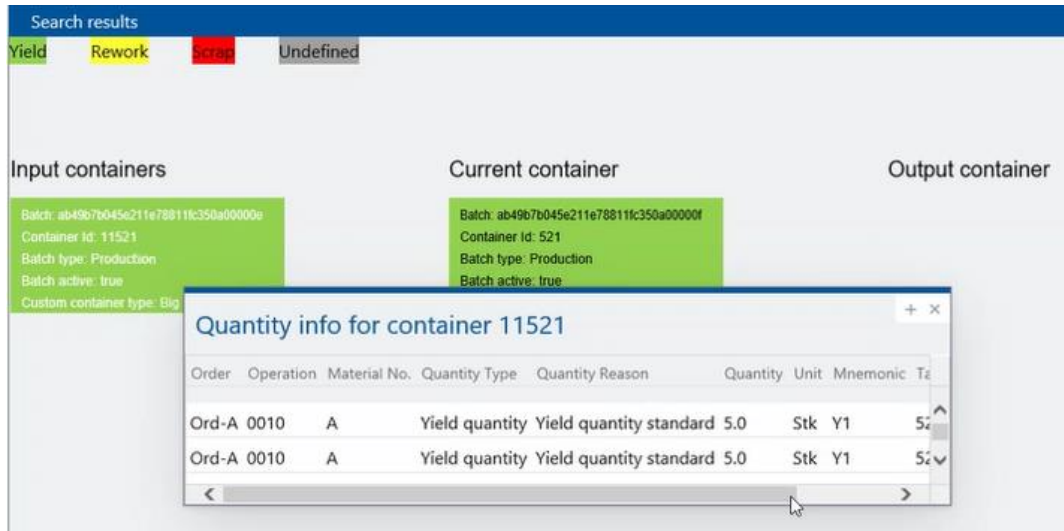 Search results
Yield Rework Scrap Undefined
Input containers Current container Output container
Batch: ab49b7b045e211e78811fc350a00000e
Container Id: 11521
Batch type: Production
Batch active: true
Custom container type: Big
Batch: ab49b7b045e211e78811fc350a00000f
Container Id: 521
Batch type: Production
Batch active: true
Quantity info for container 11521
Order Operation Material No. Quantity Type Quantity Reason Quantity Unit Mnemonic
Ord-A 0010 A Yield quantity Yield quantity standard 5.0 Stk Y1
Ord-A 0010 A Yield quantity Yield quantity standard 5.0 Stk Y1